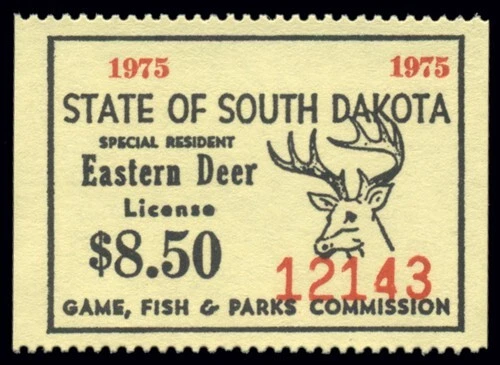 1975 1975
STATE OF SOUTH DAKOTA
SPECIAL RESIDENT
Eastern Deer
License
$8.50
12143
GAME, FISH & PARKS COMMISSION